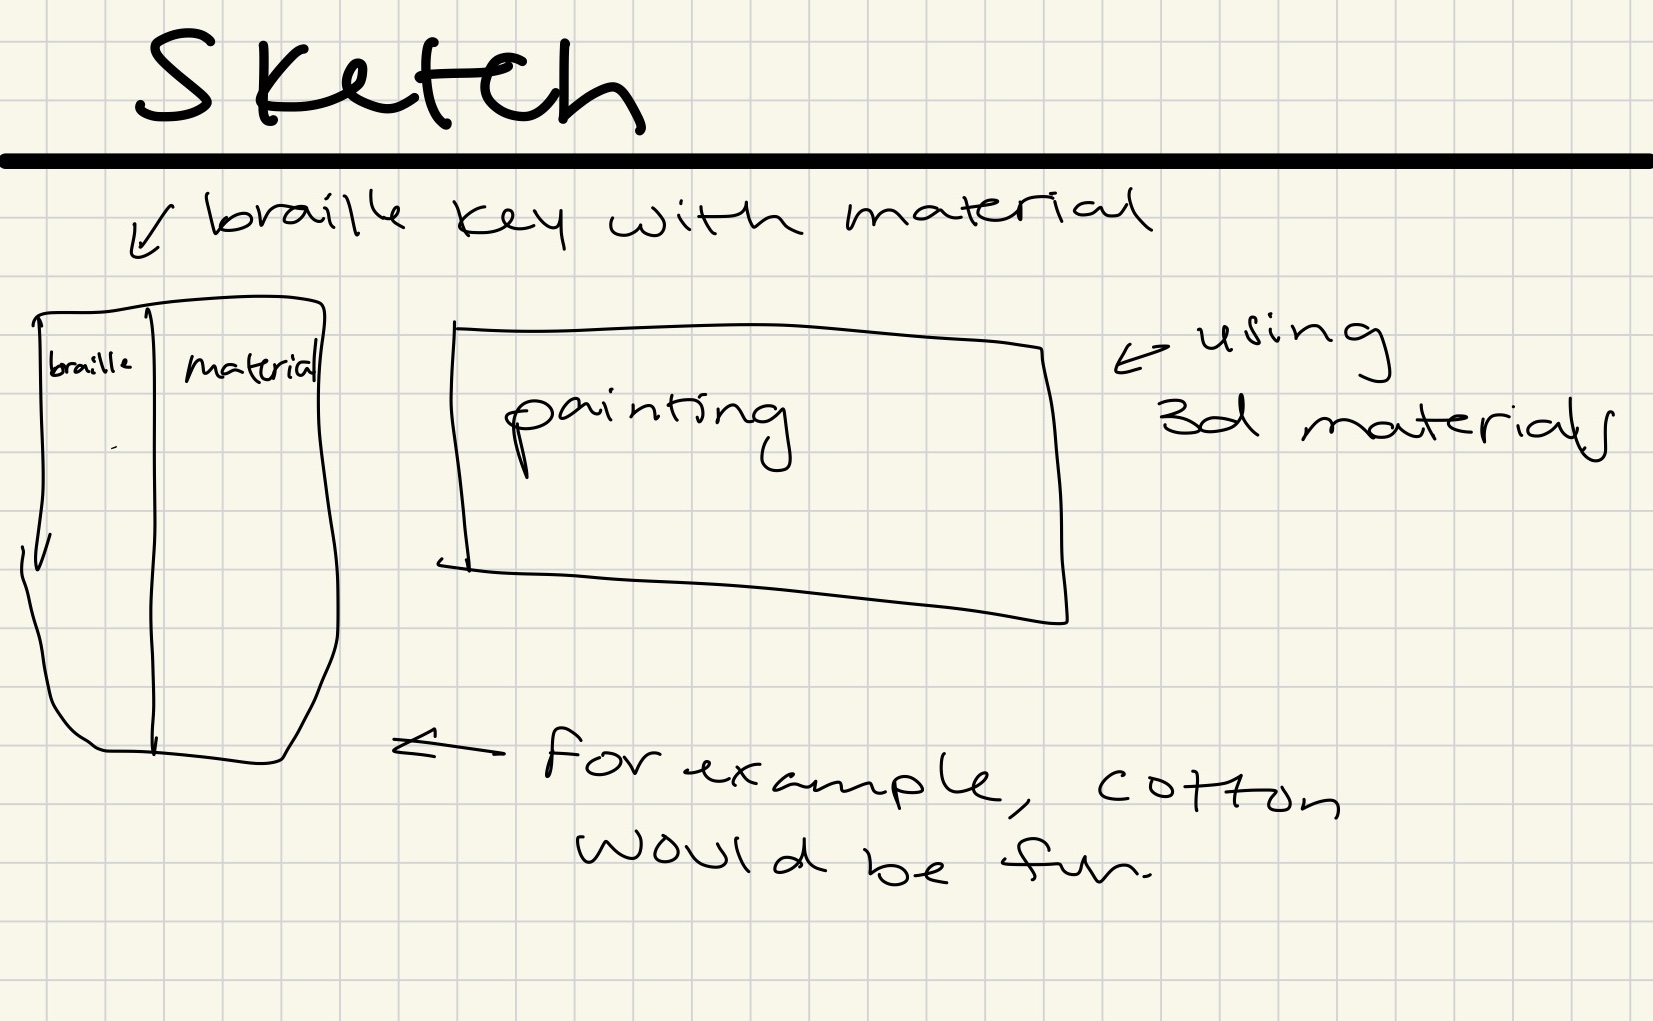 Sketch
braille key with material
braille
material
painting
using
3d materials
for example, cotton
would be fun.